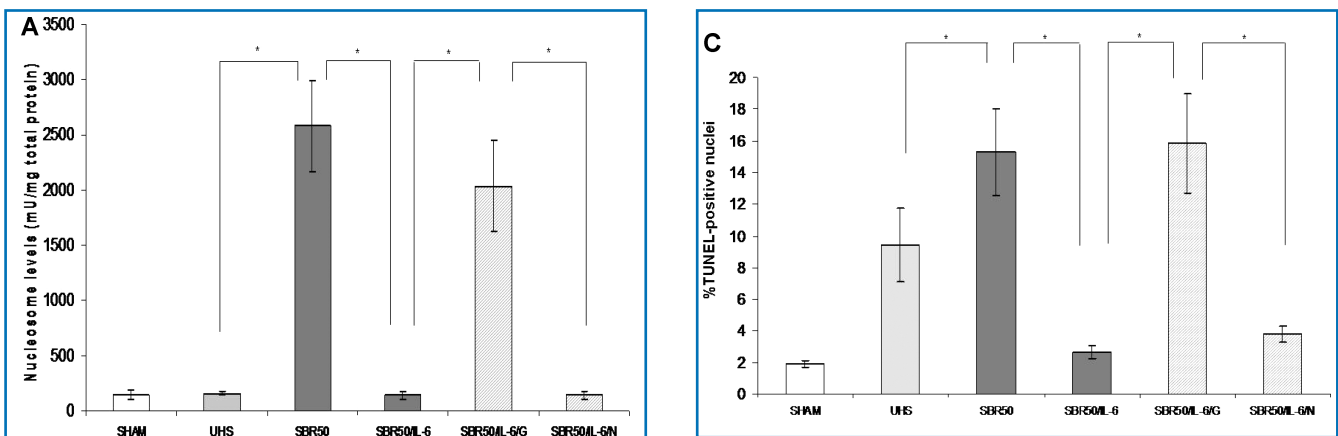 A
Nucleosome levels (mU/mg total protein)
3500
3000
2500
2000
1500
1000
500
0
* * * *
SHAM UHS SBR50 SBR50/IL-6 SBR50/IL-6/G SBR50/IL-6/N
C
%TUNEL-positive nuclei
20
18
16
14
12
10
8
6
4
2
0
* * * *
SHAM UHS SBR50 SBR50/IL-6 SBR50/IL-6/G SBR50/IL-6/N